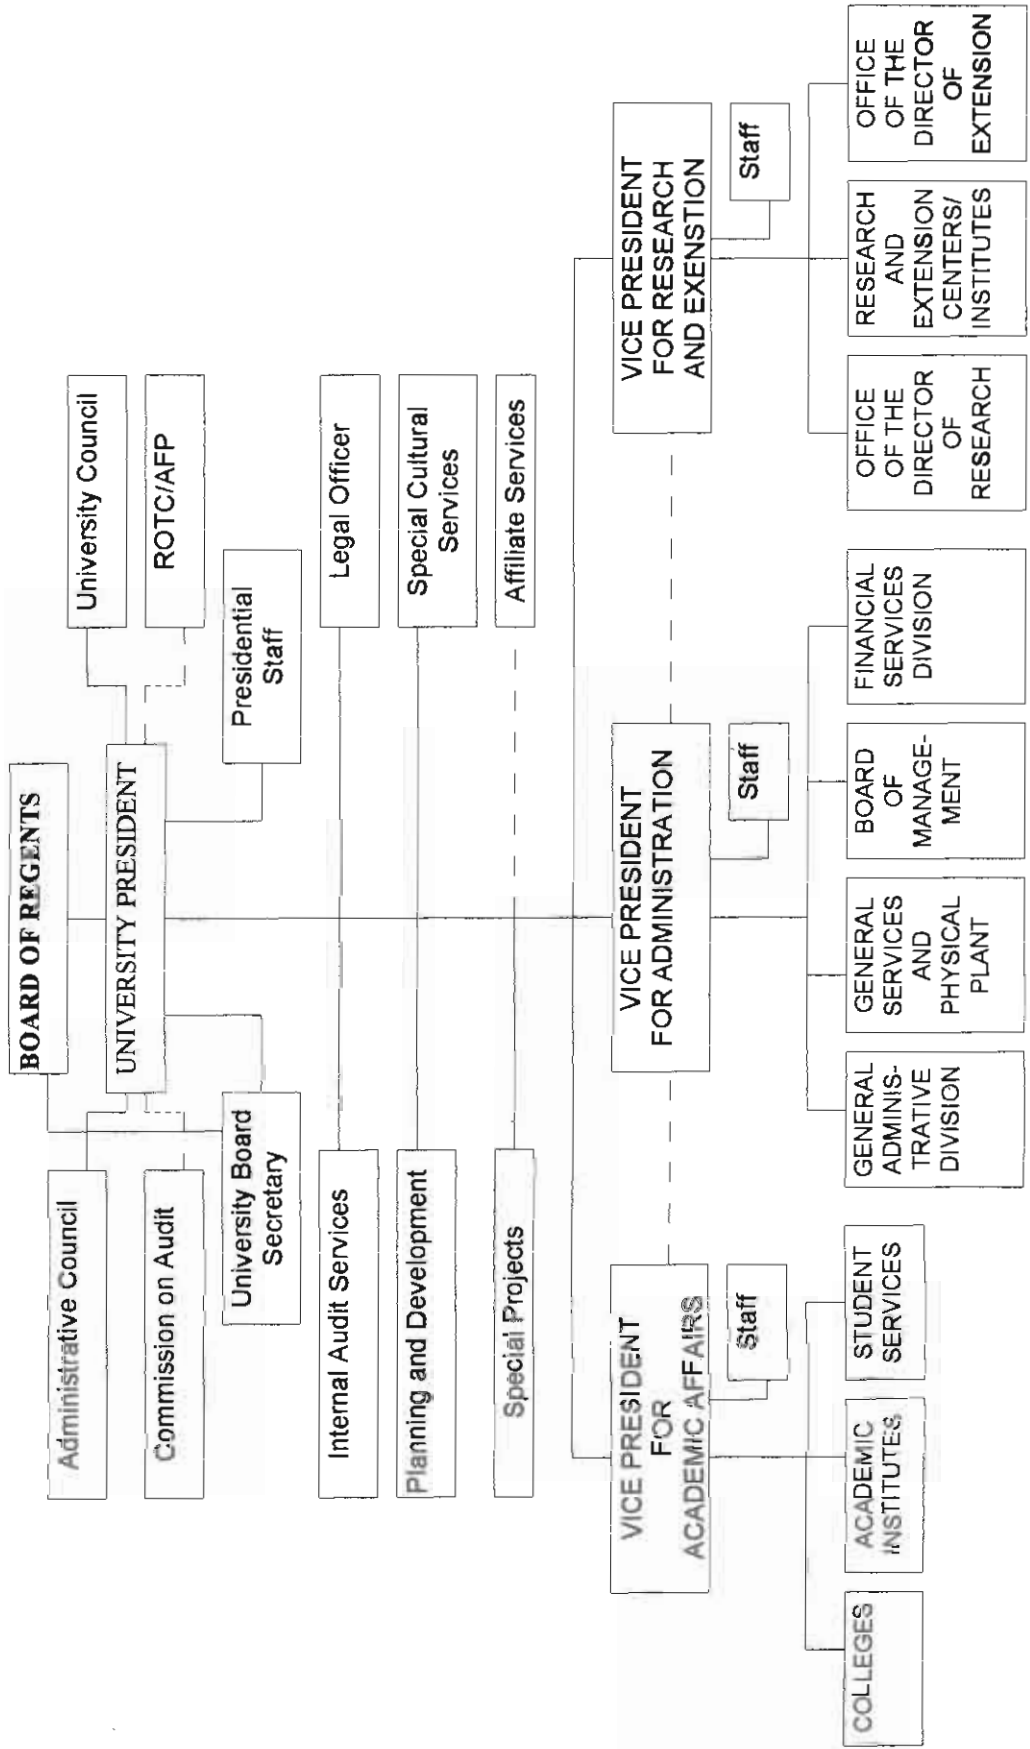 BOARD OF REGENTS
UNIVERSITY PRESIDENT
Administrative Council
University Council
Commission on Audit
ROTC/AFP
University Board
Secretary
Presidential
Staff
Internal Audit Services
Legal Officer
Planning and Development
Special Cultural
Services
Special Projects
Affiliate Services
VICE PRESIDENT
FOR
ACADEMIC AFFAIRS
Staff
VICE PRESIDENT
FOR ADMINISTRATION
Staff
VICE PRESIDENT
FOR RESEARCH
AND EXENSTION
Staff
COLLEGES
ACADEMIC
INSTITUTES
STUDENT
SERVICES
GENERAL
ADMINIS-
TRATIVE
DIVISION
GENERAL
SERVICES
AND
PHYSICAL
PLANT
BOARD
OF
MANAGE-
MENT
FINANCIAL
SERVICES
DIVISION
OFFICE
OF THE
DIRECTOR
OF
RESEARCH
RESEARCH
AND
EXTENSION
CENTERS/
INSTITUTES
OFFICE
OF THE
DIRECTOR
OF
EXTENSION